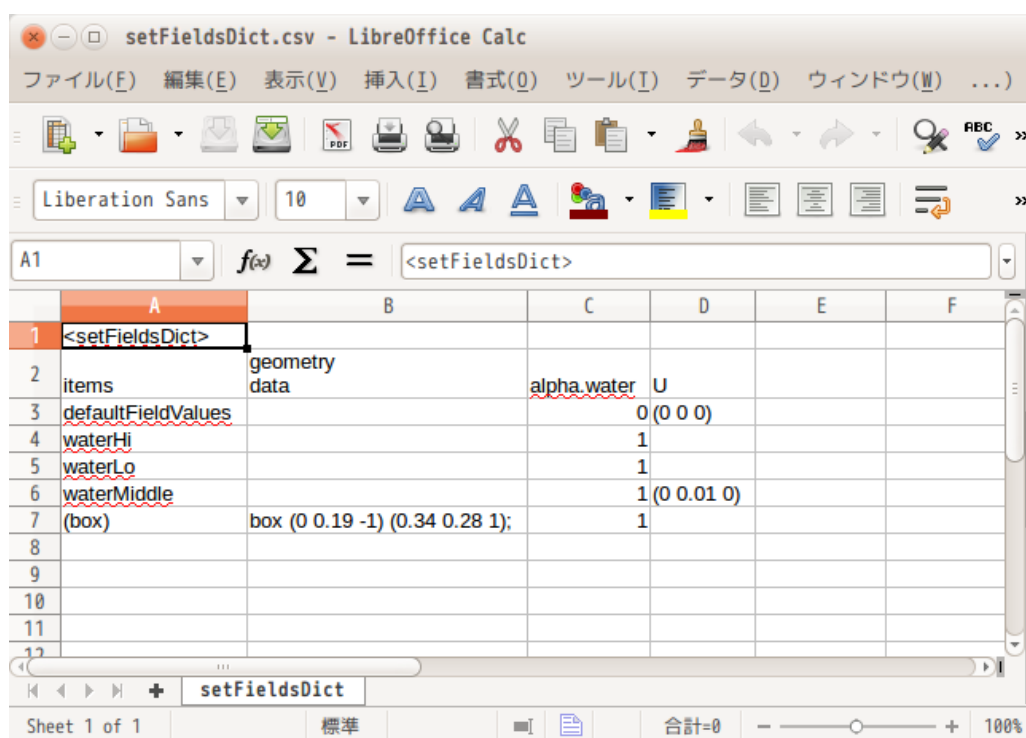 setFieldsDict.csv - LibreOffice Calc
ファイル(F) 編集(E) 表示(V) 挿入(I) 書式(O) ツール(T) データ(D) ウィンドウ(W) ...)
PDF ABC »
Liberation Sans 10 »
A1 f(x) Σ = <setFieldsDict>
A B C D E F
1 <setFieldsDict>
geometry
2 items data alpha.water U
3 defaultFieldValues 0 (0 0 0)
4 waterHi 1
5 waterLo 1
6 waterMiddle 1 (0 0.01 0)
7 (box) box (0 0.19 -1) (0.34 0.28 1); 1
8
9
10
11
12
setFieldsDict
Sheet 1 of 1 標準 合計=0 100%